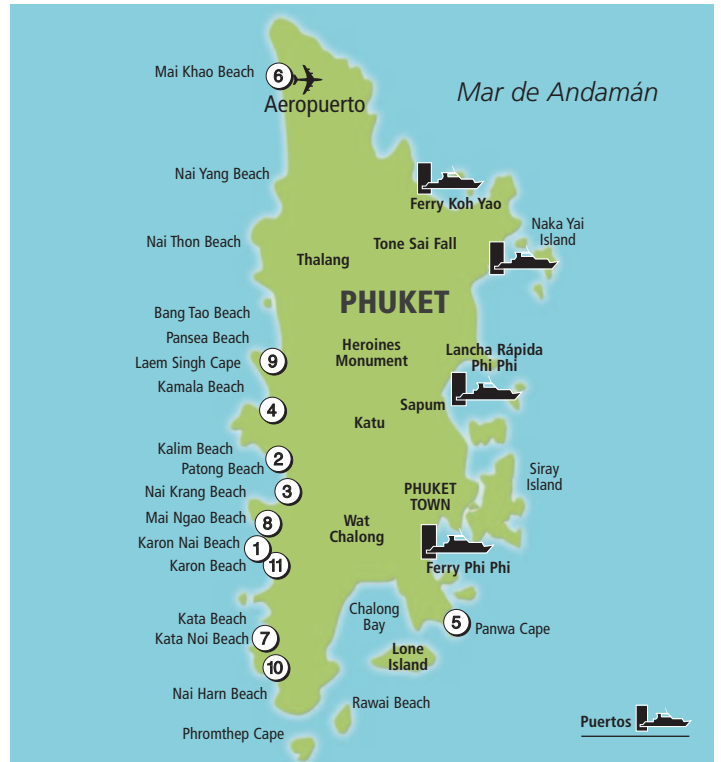 Mai Khao Beach
6
Aeropuerto
Mar de Andamán
Nai Yang Beach
Ferry Koh Yao
Naka Yai
Island
Nai Thon Beach
Tone Sai Fall
Thalang
PHUKET
Bang Tao Beach
Pansea Beach
Laem Singh Cape
9
Heroines
Monument
Lancha Rápida
Phi Phi
Kamala Beach
4
Sapum
Katu
Kalim Beach
2
Patong Beach
Siray
Island
Nai Krang Beach
3
PHUKET
TOWN
Mai Ngao Beach
8
Wat
Chalong
Karon Nai Beach
1
Karon Beach
11
Ferry Phi Phi
Kata Beach
Chalong
Bay
5
Panwa Cape
Kata Noi Beach
7
Lone
Island
10
Nai Harn Beach
Rawai Beach
Phromthep Cape
Puertos